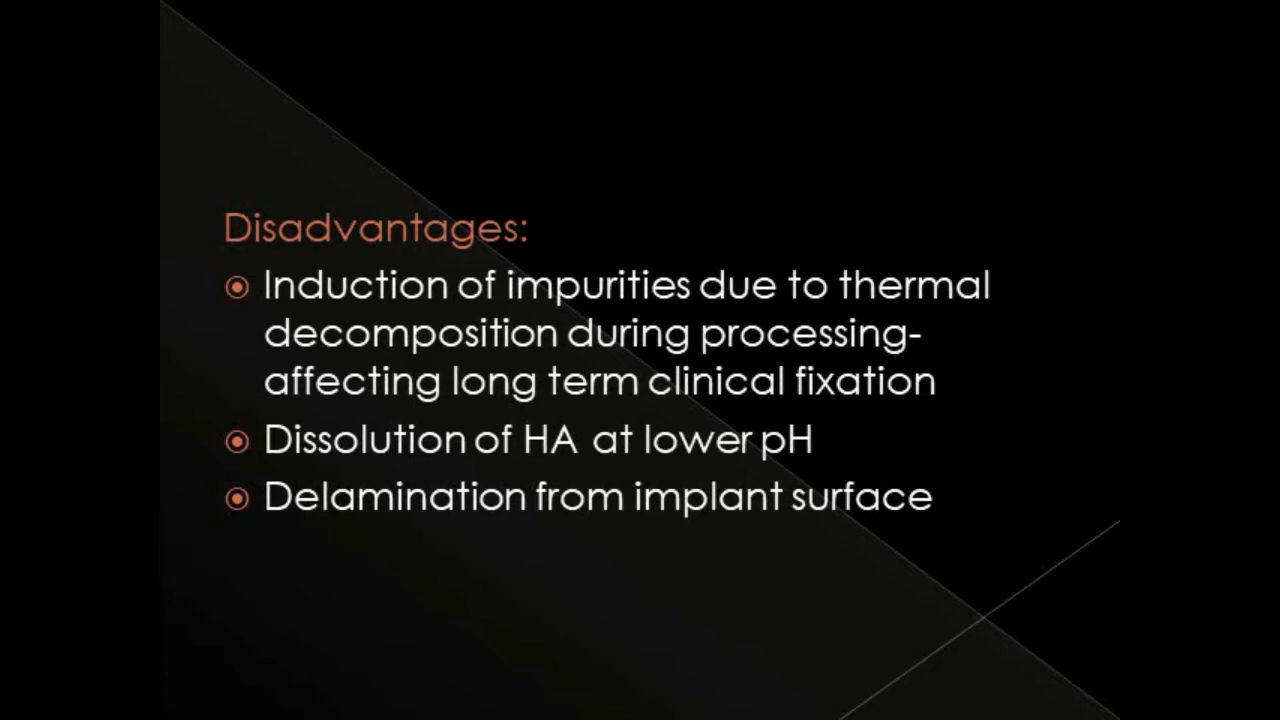 Disadvantages:
Induction of impurities due to thermal
decomposition during processing-
affecting long term clinical fixation
Dissolution of HA at lower pH
Delamination from implant surface